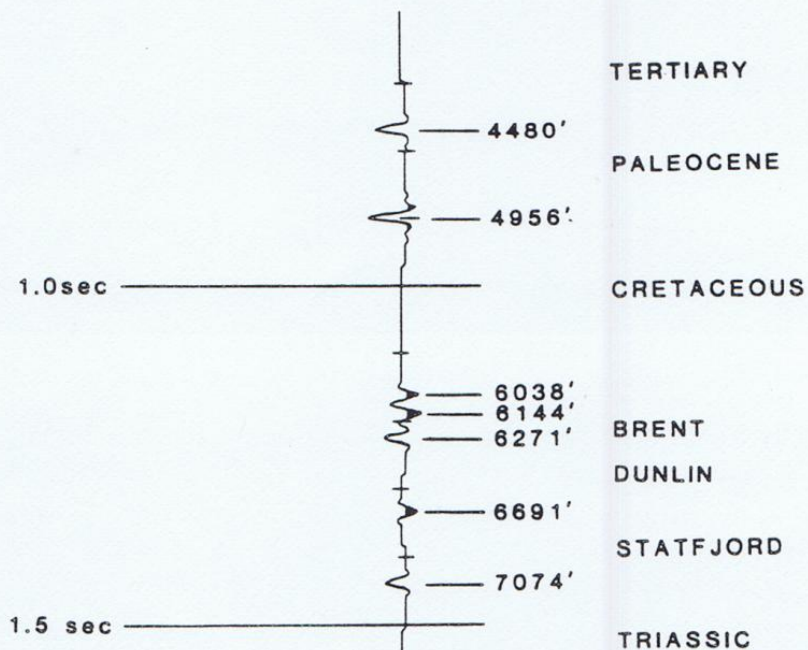 TERTIARY
4480'
PALEOCENE
4956'
1.0sec
CRETACEOUS
6038'
6144'
6271'
BRENT
DUNLIN
6691'
STATFJORD
7074'
1.5 sec
TRIASSIC